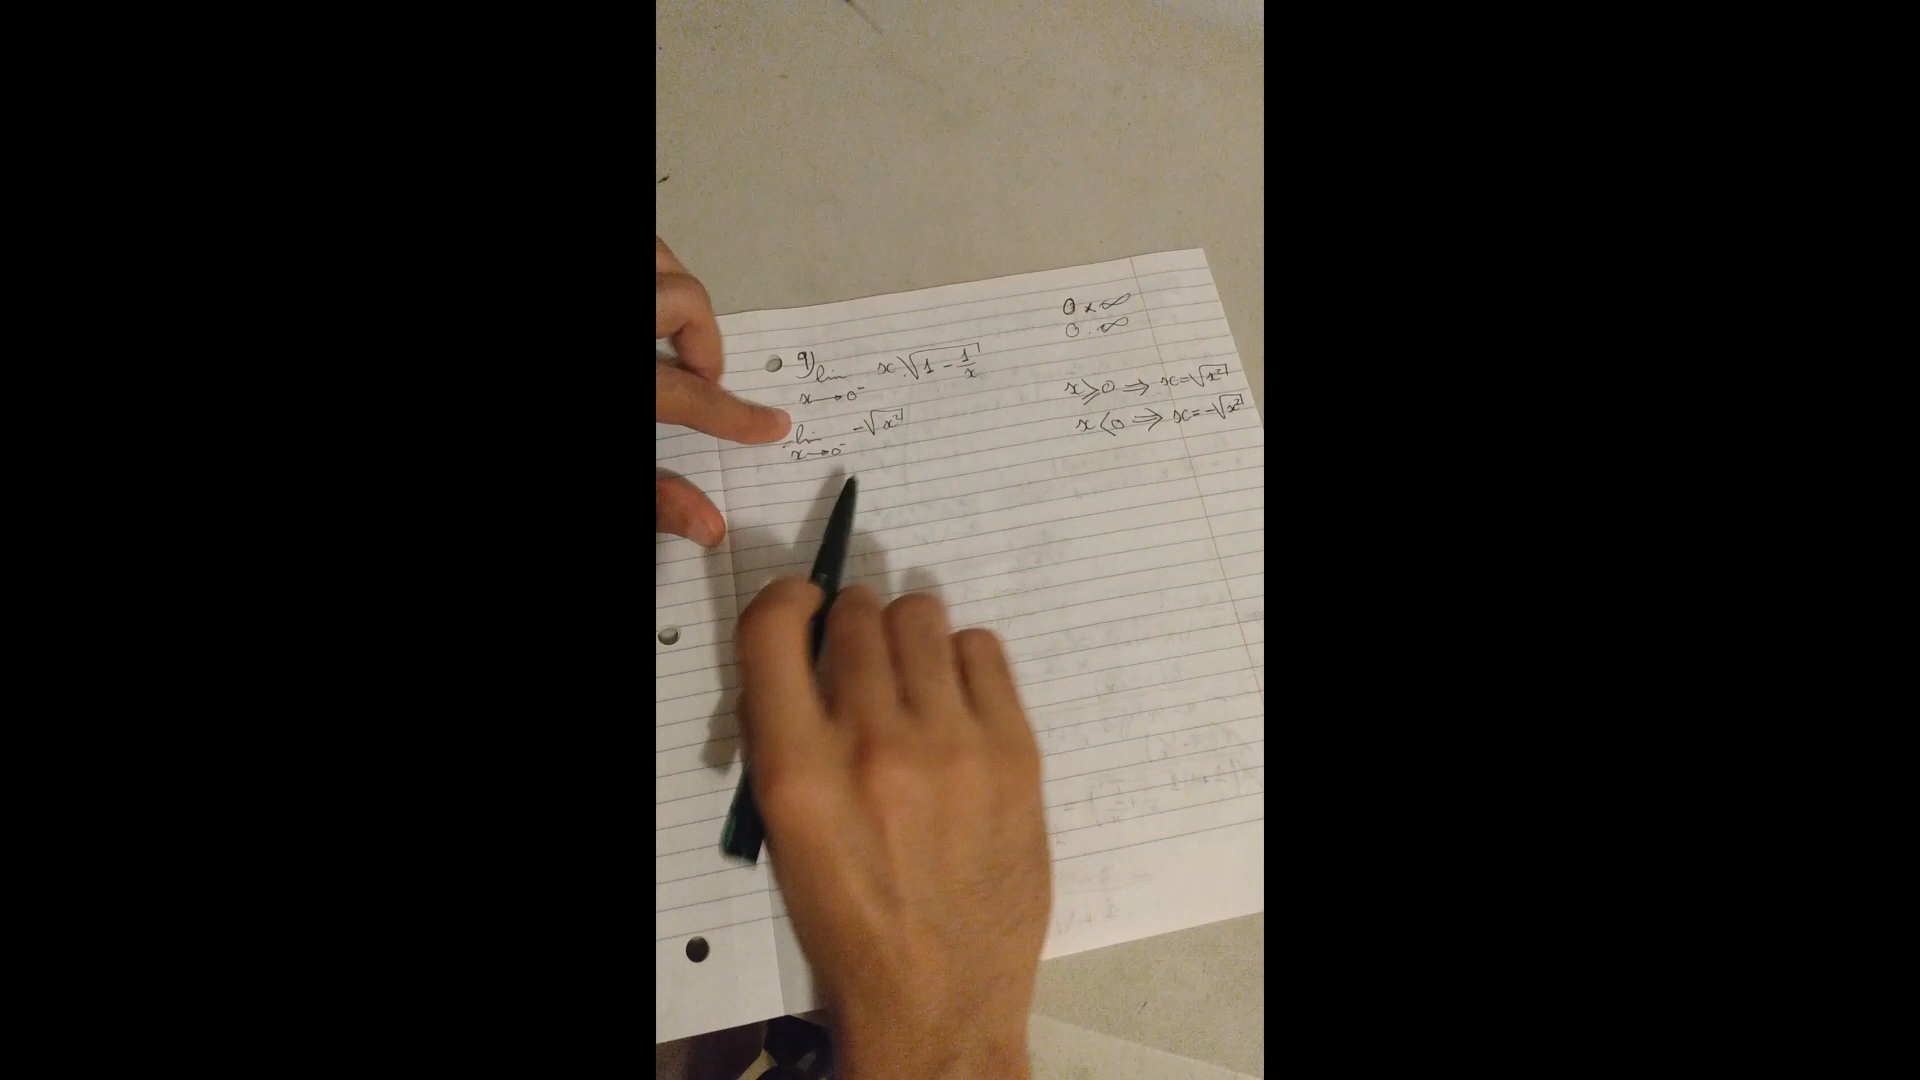 0 × ∞
0 . ∞
9) lim x→0⁻ x.√(1 - 1/x)
x ⩾ 0 ⇒ x = √x²
x < 0 ⇒ x = -√x²
lim x→0⁻ -√x²